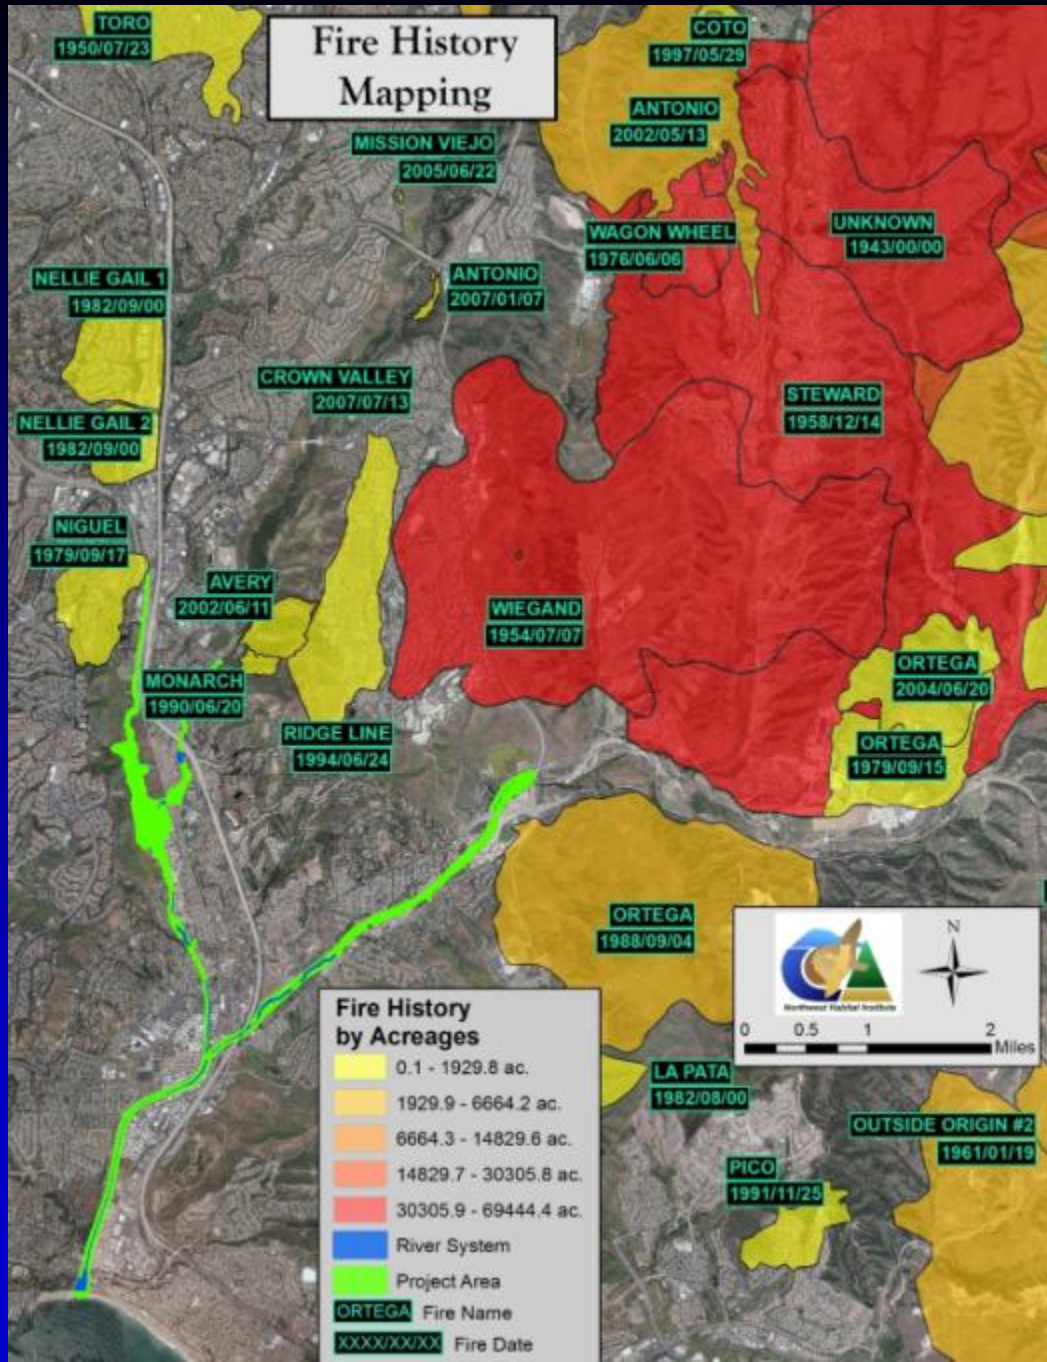 Fire History
Mapping
TORO
1950/07/23
COTO
1997/05/29
ANTONIO
2002/05/13
MISSION VIEJO
2005/06/22
WAGON WHEEL
1976/06/06
UNKNOWN
1943/00/00
NELLIE GAIL 1
1982/09/00
ANTONIO
2007/01/07
CROWN VALLEY
2007/07/13
STEWARD
1958/12/14
NELLIE GAIL 2
1982/09/00
NIGUEL
1979/09/17
AVERY
2002/06/11
WIEGAND
1954/07/07
MONARCH
1990/06/20
ORTEGA
2004/06/20
RIDGE LINE
1994/06/24
ORTEGA
1979/09/15
ORTEGA
1988/09/04
N
Northwest Habitat Institute
0 0.5 1 2
Miles
LA PATA
1982/08/00
OUTSIDE ORIGIN #2
1961/01/19
PICO
1991/11/25
Fire History
by Acreages
0.1 - 1929.8 ac.
1929.9 - 6664.2 ac.
6664.3 - 14829.6 ac.
14829.7 - 30305.8 ac.
30305.9 - 69444.4 ac.
River System
Project Area
ORTEGA Fire Name
XXXX/XX/XX Fire Date